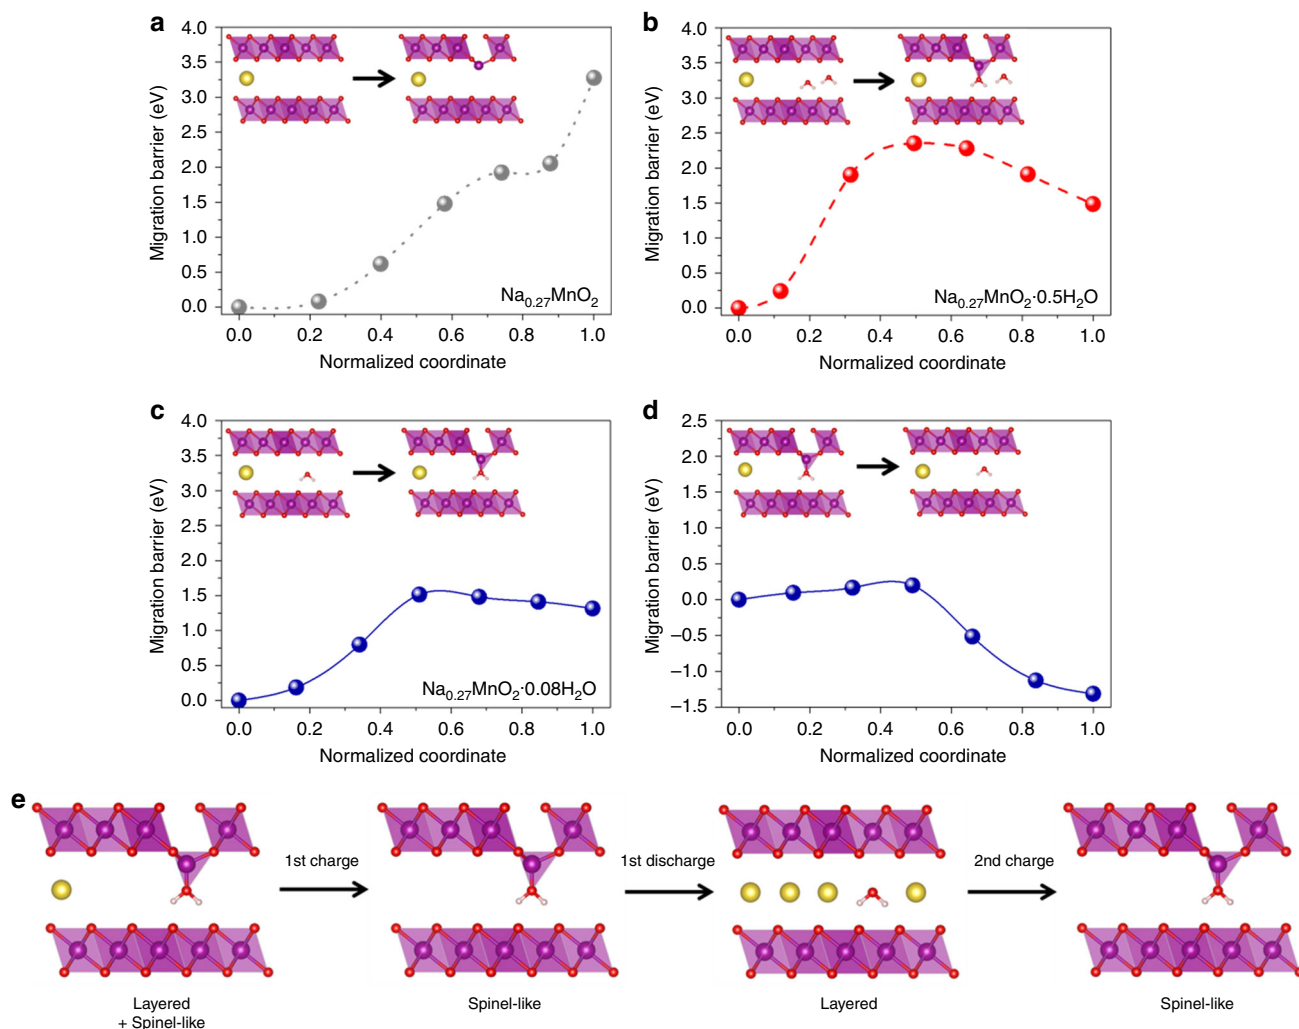 a
4.0
3.5
3.0
2.5
2.0
1.5
1.0
0.5
0.0
Migration barrier (eV)
Na0.27MnO2
0.0 0.2 0.4 0.6 0.8 1.0
Normalized coordinate
b
4.0
3.5
3.0
2.5
2.0
1.5
1.0
0.5
0.0
Migration barrier (eV)
Na0.27MnO2·0.5H2O
0.0 0.2 0.4 0.6 0.8 1.0
Normalized coordinate
c
4.0
3.5
3.0
2.5
2.0
1.5
1.0
0.5
0.0
Migration barrier (eV)
Na0.27MnO2·0.08H2O
0.0 0.2 0.4 0.6 0.8 1.0
Normalized coordinate
d
2.5
2.0
1.5
1.0
0.5
0.0
−0.5
−1.0
−1.5
Migration barrier (eV)
0.0 0.2 0.4 0.6 0.8 1.0
Normalized coordinate
e
1st charge
1st discharge
2nd charge
Layered
+ Spinel-like
Spinel-like
Layered
Spinel-like